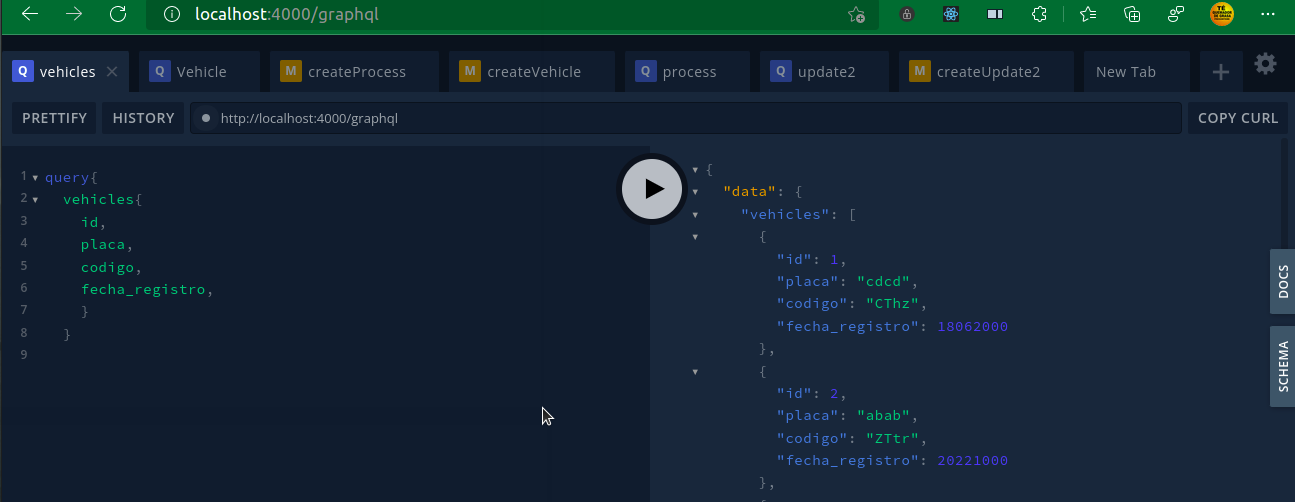 localhost:4000/graphql
Q vehicles
Q Vehicle
M createProcess
M createVehicle
Q process
Q update2
M createUpdate2
New Tab
PRETTIFY
HISTORY
http://localhost:4000/graphql
COPY CURL
1 query{
2 vehicles{
3 id,
4 placa,
5 codigo,
6 fecha_registro,
7 }
8 }
9
{
"data": {
"vehicles": [
{
"id": 1,
"placa": "cdcd",
"codigo": "CThz",
"fecha_registro": 18062000
},
{
"id": 2,
"placa": "abab",
"codigo": "ZTtr",
"fecha_registro": 20221000
},
DOCS
SCHEMA